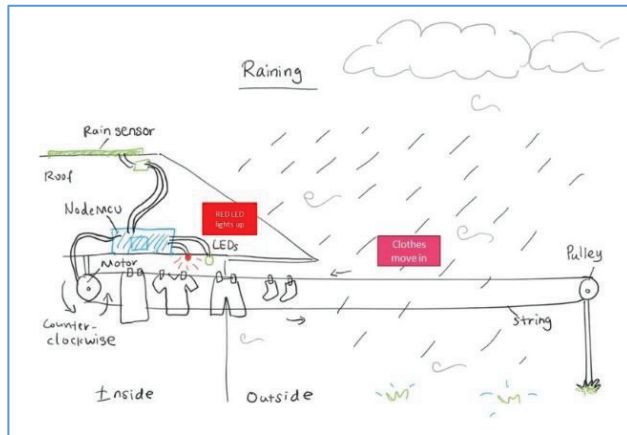 Raining
Rain sensor
Roof
NodeMCU
RED LED
lights up
LEDs
Clothes
move in
Pulley
Motor
Counter-
clockwise
string
Inside
Outside